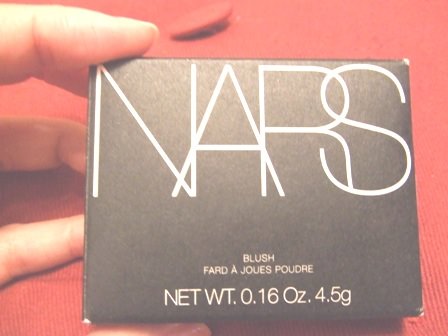 NARS
BLUSH
FARD À JOUES POUDRE
NET WT. 0.16 Oz. 4.5g